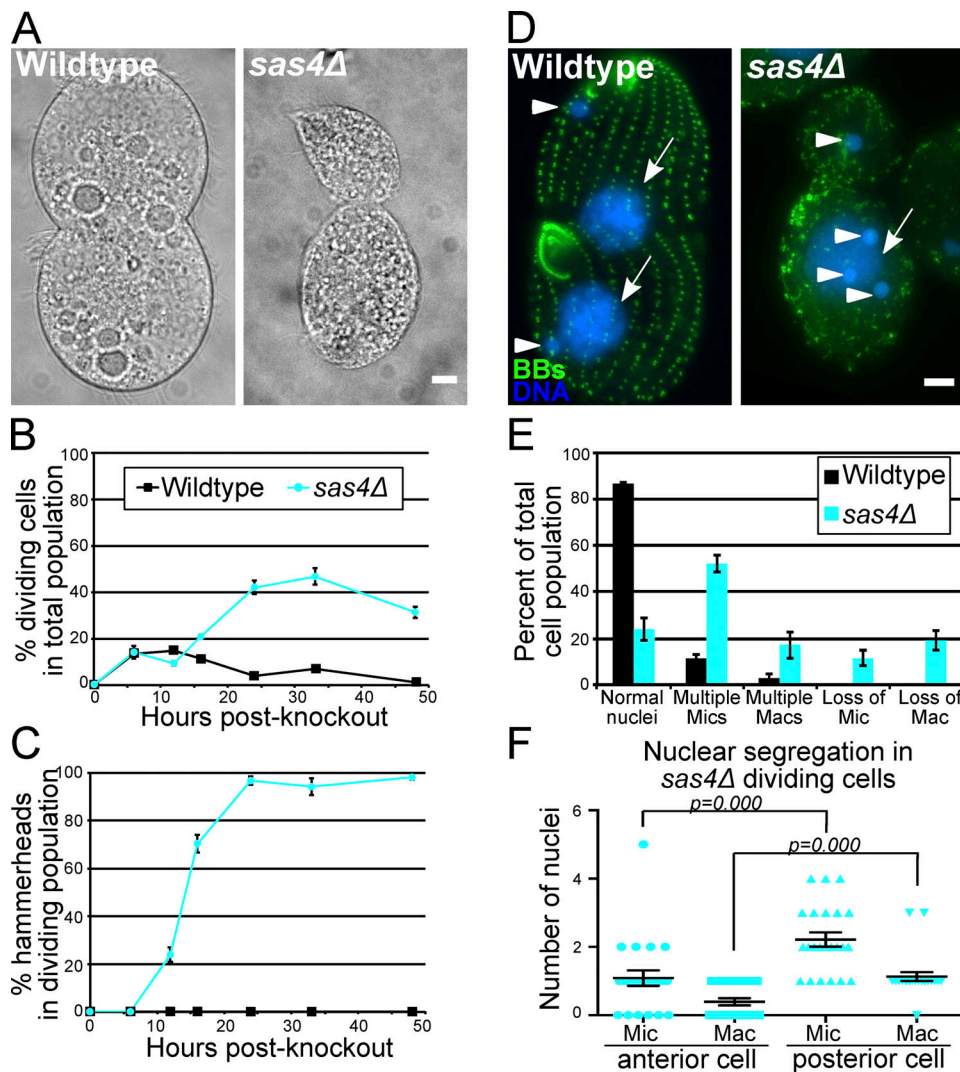 A
Wildtype
sas4Δ
D
Wildtype
sas4Δ
BBs
DNA
B
% dividing cells
in total population
100
80
60
40
20
0
0
10
20
30
40
50
Hours post-knockout
Wildtype
sas4Δ
C
% hammerheads
in dividing population
100
80
60
40
20
0
0
10
20
30
40
50
Hours post-knockout
E
Percent of total
cell population
100
80
60
40
20
0
Wildtype
sas4Δ
Normal
nuclei
Multiple
Mics
Multiple
Macs
Loss of
Mic
Loss of
Mac
F
Nuclear segregation in
sas4Δ dividing cells
p=0.000
p=0.000
Number of nuclei
6
4
2
0
Mic
Mac
Mic
Mac
anterior cell
posterior cell